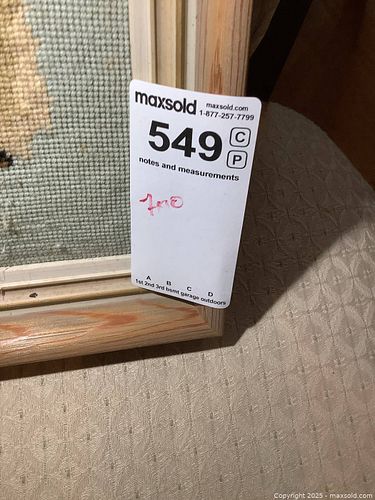 maxsold maxsold.com
1-877-257-7799
549 C
P
notes and measurements
A B C D
1st 2nd 3rd bsmt garage outdoors
Copyright 2025 - maxsold.com